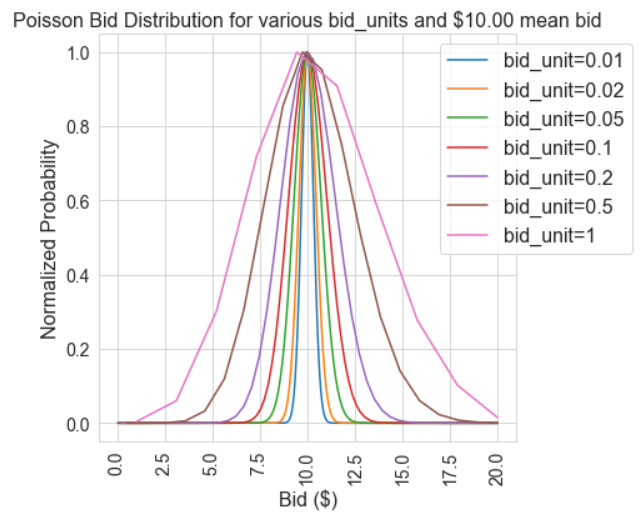 Poisson Bid Distribution for various bid_units and $10.00 mean bid
Normalized Probability
1.0
0.8
0.6
0.4
0.2
0.0
bid_unit=0.01
bid_unit=0.02
bid_unit=0.05
bid_unit=0.1
bid_unit=0.2
bid_unit=0.5
bid_unit=1
0.0
2.5
5.0
7.5
10.0
12.5
15.0
17.5
20.0
Bid ($)